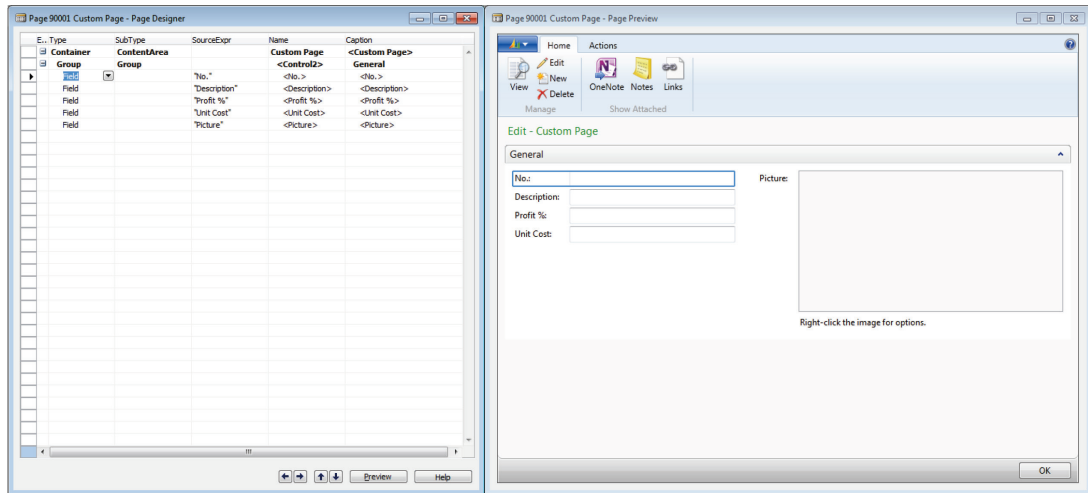 Page 90001 Custom Page - Page Designer
E.. Type SubType SourceExpr Name Caption
Container ContentArea Custom Page <Custom Page>
Group Group <Control2> General
Field "No." <No.> <No.>
Field "Description" <Description> <Description>
Field "Profit %" <Profit %> <Profit %>
Field "Unit Cost" <Unit Cost> <Unit Cost>
Field "Picture" <Picture> <Picture>
Preview Help
Page 90001 Custom Page - Page Preview
Home Actions
View
Edit
New
Delete
OneNote Notes Links
Manage Show Attached
Edit - Custom Page
General
No.: Picture:
Description:
Profit %:
Unit Cost:
Right-click the image for options.
OK